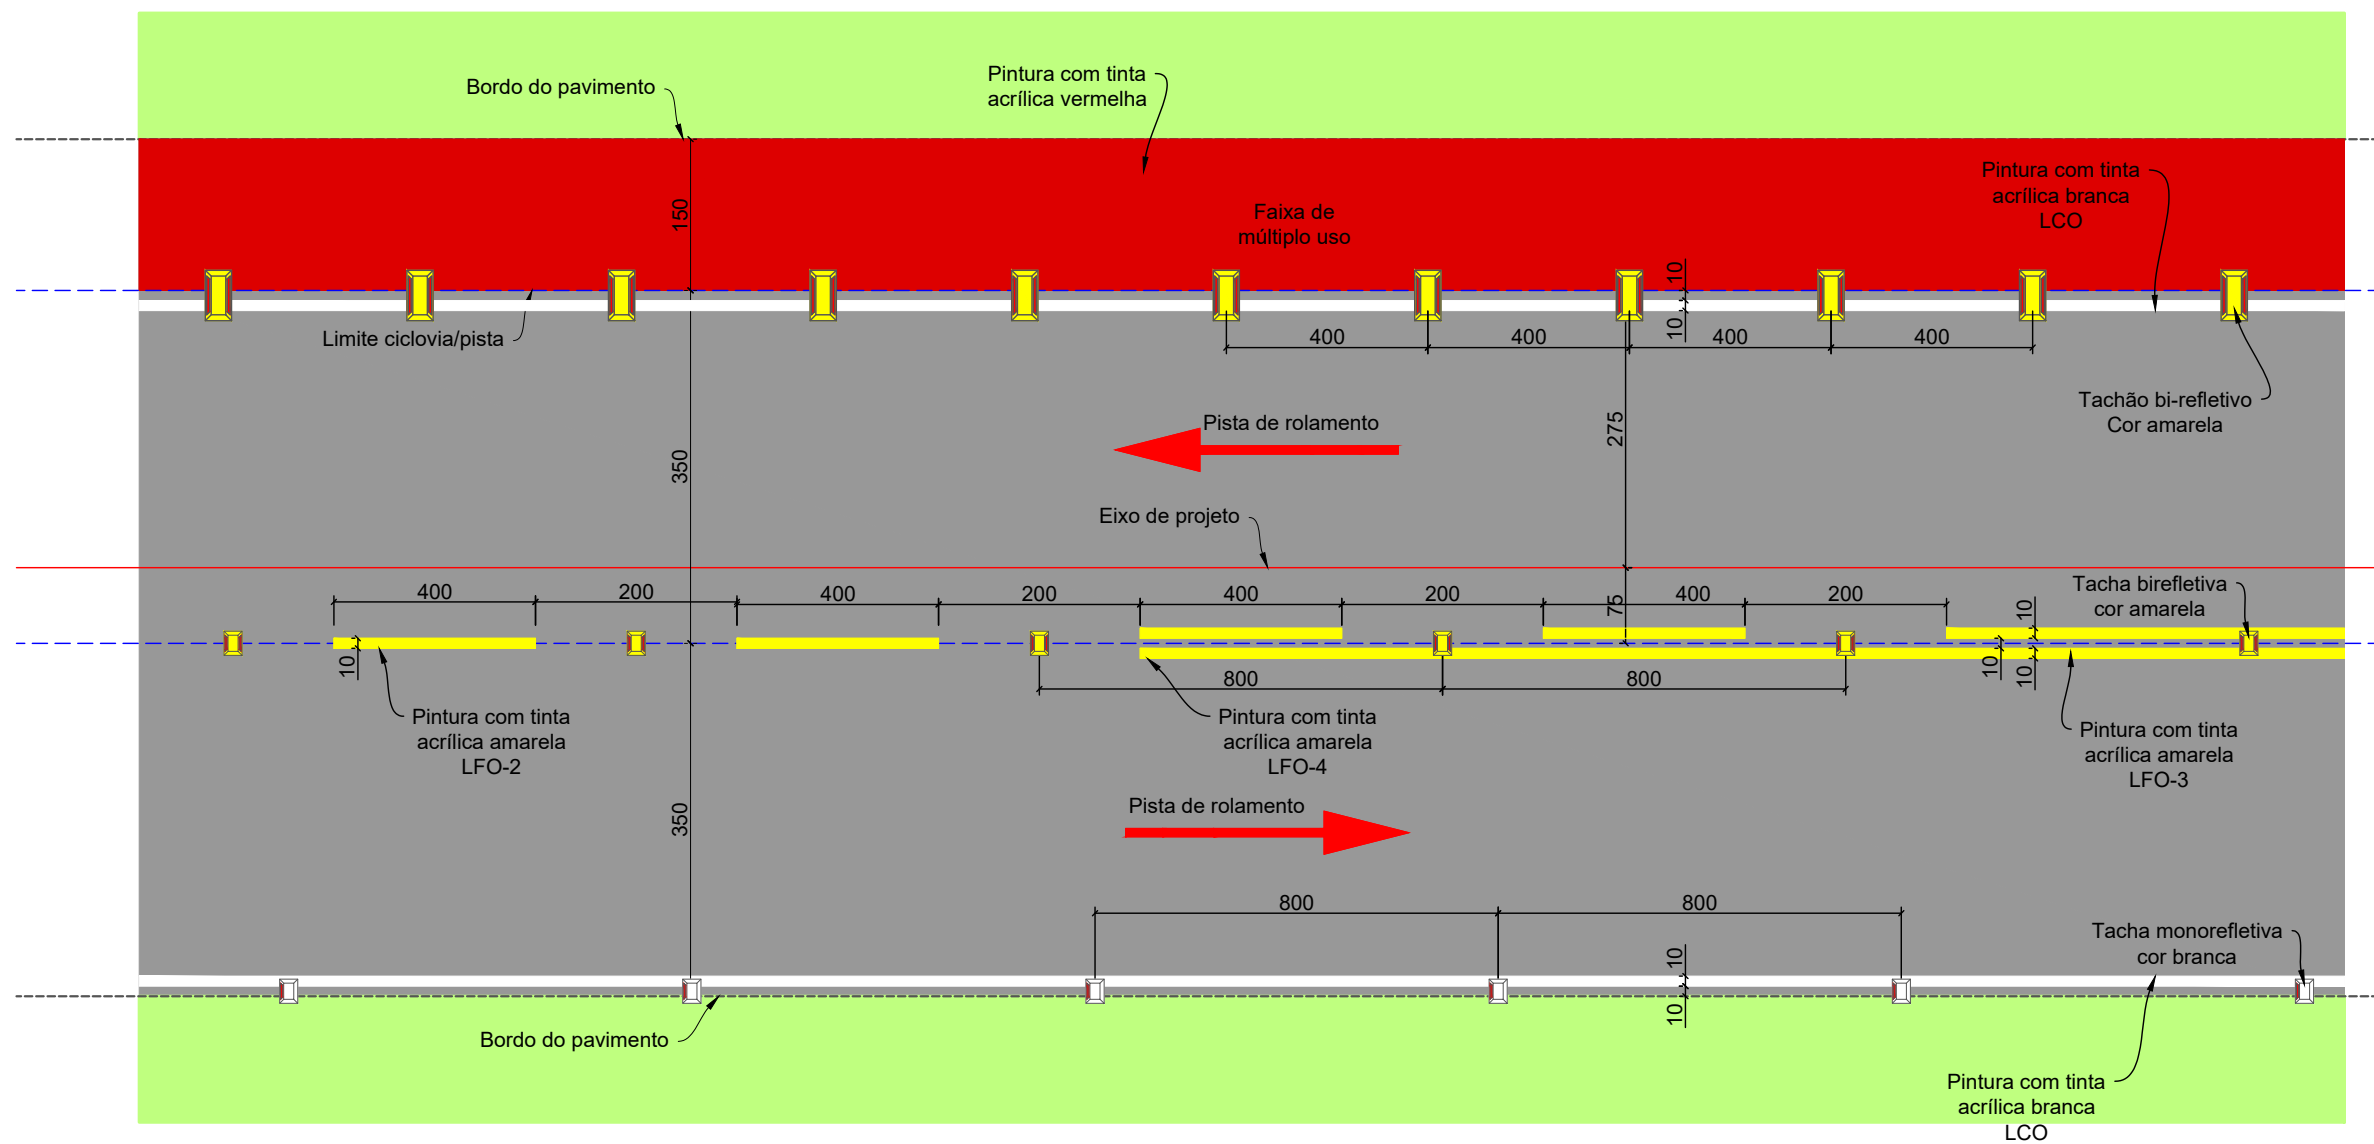 Bordo do pavimento
Pintura com tinta
acrílica vermelha
Pintura com tinta
acrílica branca
LCO
150
Faixa de
múltiplo uso
10
10
Limite ciclovia/pista
400
400
400
400
Tachão bi-refletivo
Cor amarela
Pista de rolamento
275
350
Eixo de projeto
400
200
400
200
400
200
400
200
75
Tacha birefletiva
cor amarela
10
10
10
10
800
800
Pintura com tinta
acrílica amarela
LFO-2
Pintura com tinta
acrílica amarela
LFO-4
Pintura com tinta
acrílica amarela
LFO-3
Pista de rolamento
350
800
800
Tacha monorefletiva
cor branca
10
10
Bordo do pavimento
Pintura com tinta
acrílica branca
LCO